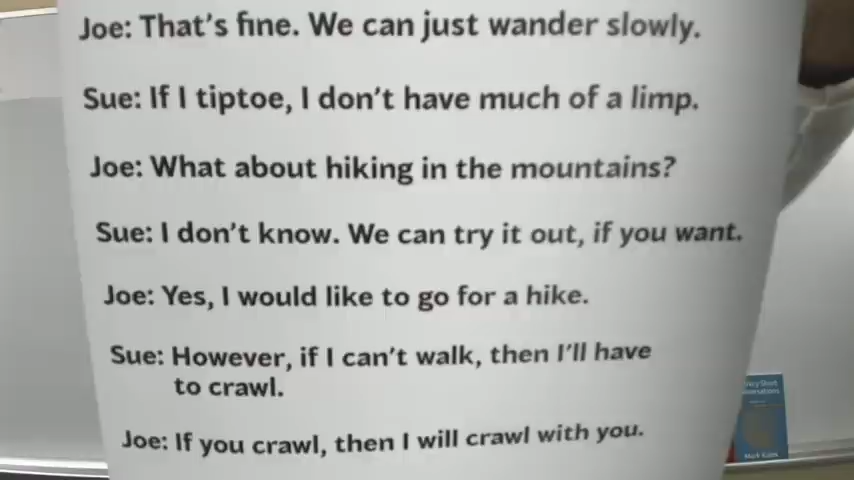 Joe: That's fine. We can just wander slowly.
Sue: If I tiptoe, I don't have much of a limp.
Joe: What about hiking in the mountains?
Sue: I don't know. We can try it out, if you want.
Joe: Yes, I would like to go for a hike.
Sue: However, if I can't walk, then I'll have
to crawl.
Joe: If you crawl, then I will crawl with you.
Very Short